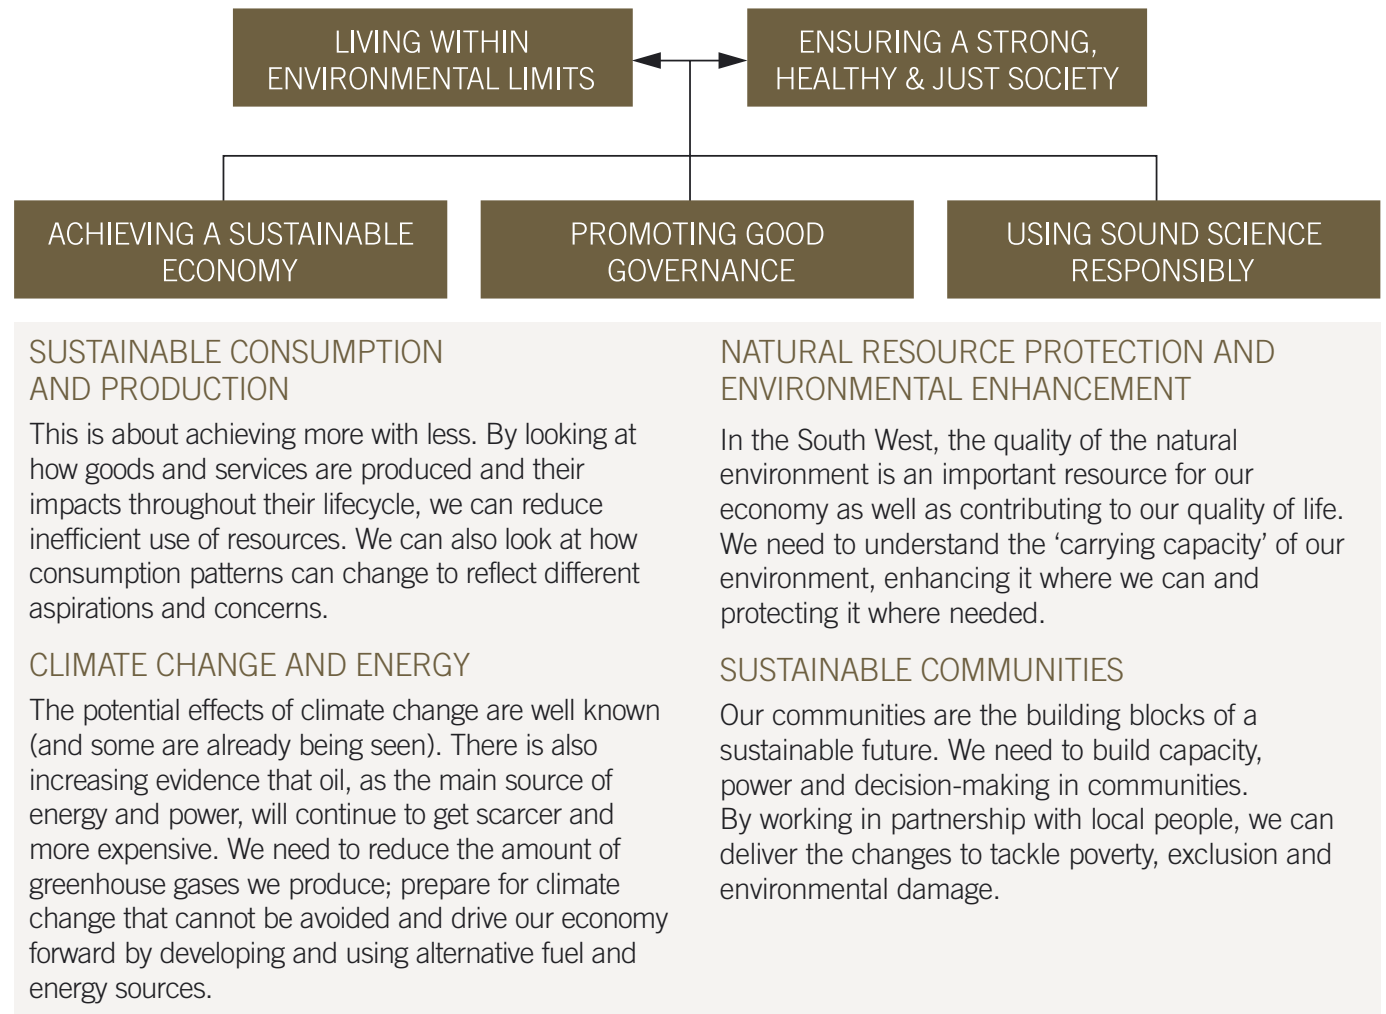 LIVING WITHIN
ENVIRONMENTAL LIMITS
ENSURING A STRONG,
HEALTHY & JUST SOCIETY
ACHIEVING A SUSTAINABLE
ECONOMY
PROMOTING GOOD
GOVERNANCE
USING SOUND SCIENCE
RESPONSIBLY
SUSTAINABLE CONSUMPTION
AND PRODUCTION
This is about achieving more with less. By looking at
how goods and services are produced and their
impacts throughout their lifecycle, we can reduce
inefficient use of resources. We can also look at how
consumption patterns can change to reflect different
aspirations and concerns.
CLIMATE CHANGE AND ENERGY
The potential effects of climate change are well known
(and some are already being seen). There is also
increasing evidence that oil, as the main source of
energy and power, will continue to get scarcer and
more expensive. We need to reduce the amount of
greenhouse gases we produce; prepare for climate
change that cannot be avoided and drive our economy
forward by developing and using alternative fuel and
energy sources.
NATURAL RESOURCE PROTECTION AND
ENVIRONMENTAL ENHANCEMENT
In the South West, the quality of the natural
environment is an important resource for our
economy as well as contributing to our quality of life.
We need to understand the ‘carrying capacity’ of our
environment, enhancing it where we can and
protecting it where needed.
SUSTAINABLE COMMUNITIES
Our communities are the building blocks of a
sustainable future. We need to build capacity,
power and decision-making in communities.
By working in partnership with local people, we can
deliver the changes to tackle poverty, exclusion and
environmental damage.